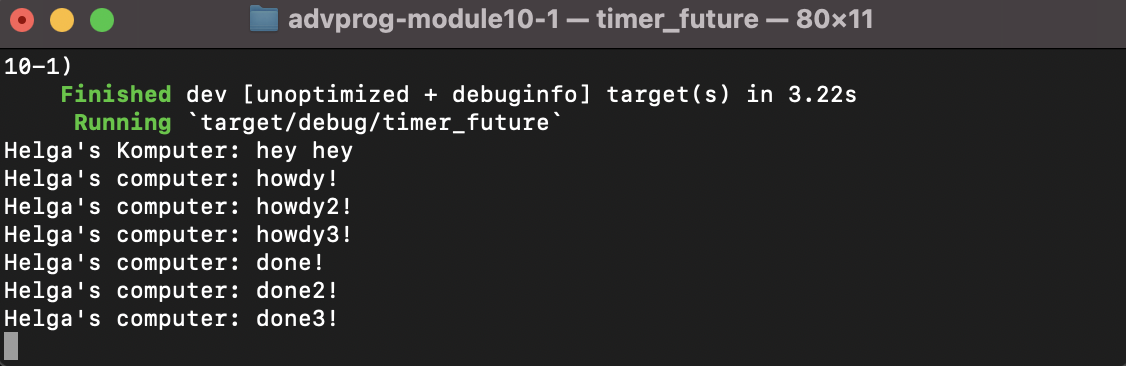 advprog-module10-1 — timer_future — 80×11
10-1)
    Finished dev [unoptimized + debuginfo] target(s) in 3.22s
     Running `target/debug/timer_future`
Helga's Komputer: hey hey
Helga's computer: howdy!
Helga's computer: howdy2!
Helga's computer: howdy3!
Helga's computer: done!
Helga's computer: done2!
Helga's computer: done3!